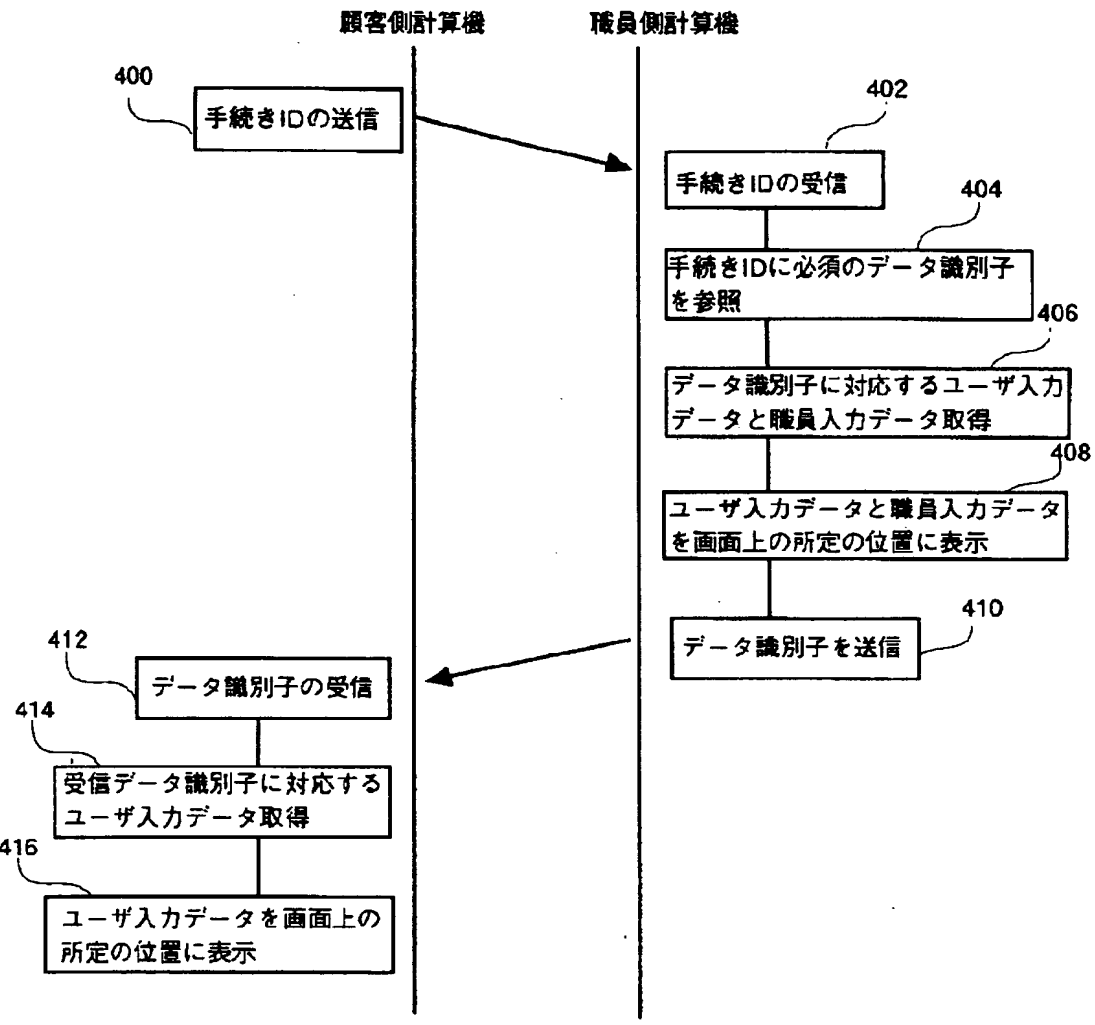 顧客側計算機
職員側計算機
400
手続きIDの送信
402
手続きIDの受信
404
手続きIDに必須のデータ識別子
を参照
406
データ識別子に対応するユーザ入力
データと職員入力データ取得
408
ユーザ入力データと職員入力データ
を画面上の所定の位置に表示
410
データ識別子を送信
412
データ識別子の受信
414
受信データ識別子に対応する
ユーザ入力データ取得
416
ユーザ入力データを画面上の
所定の位置に表示